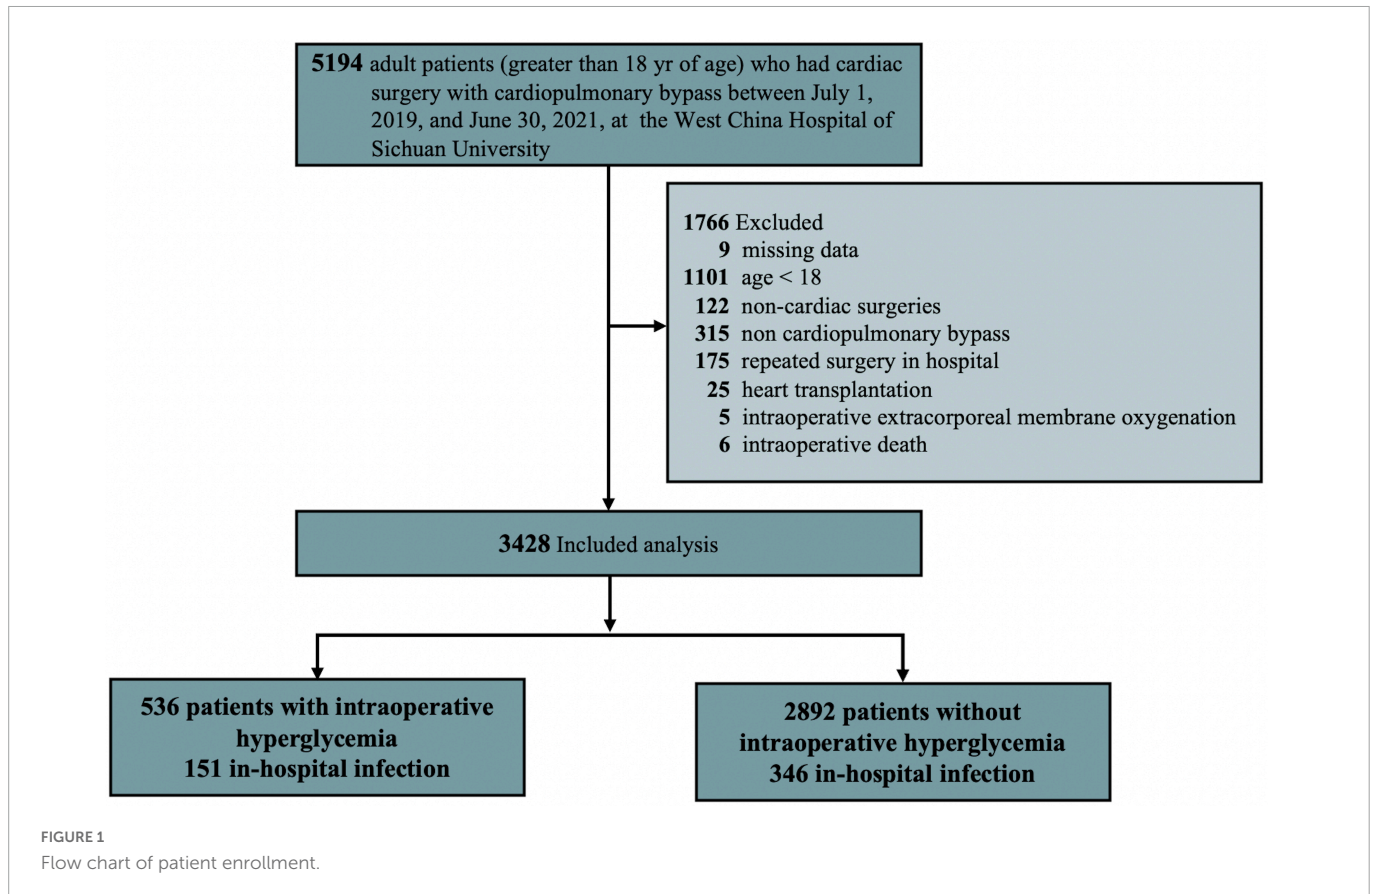 5194 adult patients (greater than 18 yr of age) who had cardiac
surgery with cardiopulmonary bypass between July 1,
2019, and June 30, 2021, at the West China Hospital of
Sichuan University
1766 Excluded
9 missing data
1101 age < 18
122 non-cardiac surgeries
315 non cardiopulmonary bypass
175 repeated surgery in hospital
25 heart transplantation
5 intraoperative extracorporeal membrane oxygenation
6 intraoperative death
3428 Included analysis
536 patients with intraoperative
hyperglycemia
151 in-hospital infection
2892 patients without
intraoperative hyperglycemia
346 in-hospital infection
FIGURE 1
Flow chart of patient enrollment.